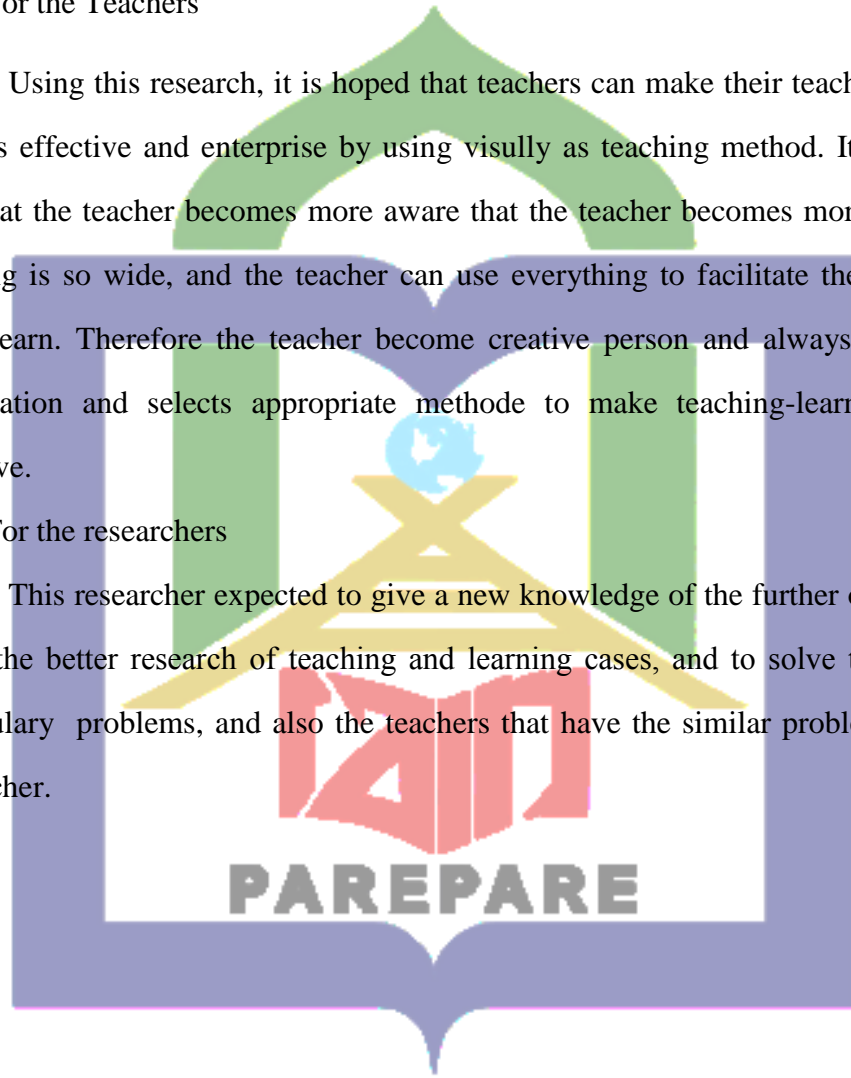 or the Teachers
Using this research, it is hoped that teachers can make their teach
s effective and enterprise by using visully as teaching method. It
at the teacher becomes more aware that the teacher becomes mor
g is so wide, and the teacher can use everything to facilitate the
earn. Therefore the teacher become creative person and always
ation and selects appropriate methode to make teaching-learn
ve.
For the researchers
This researcher expected to give a new knowledge of the further
the better research of teaching and learning cases, and to solve t
ulary problems, and also the teachers that have the similar proble
cher.
iain
PAREPARE